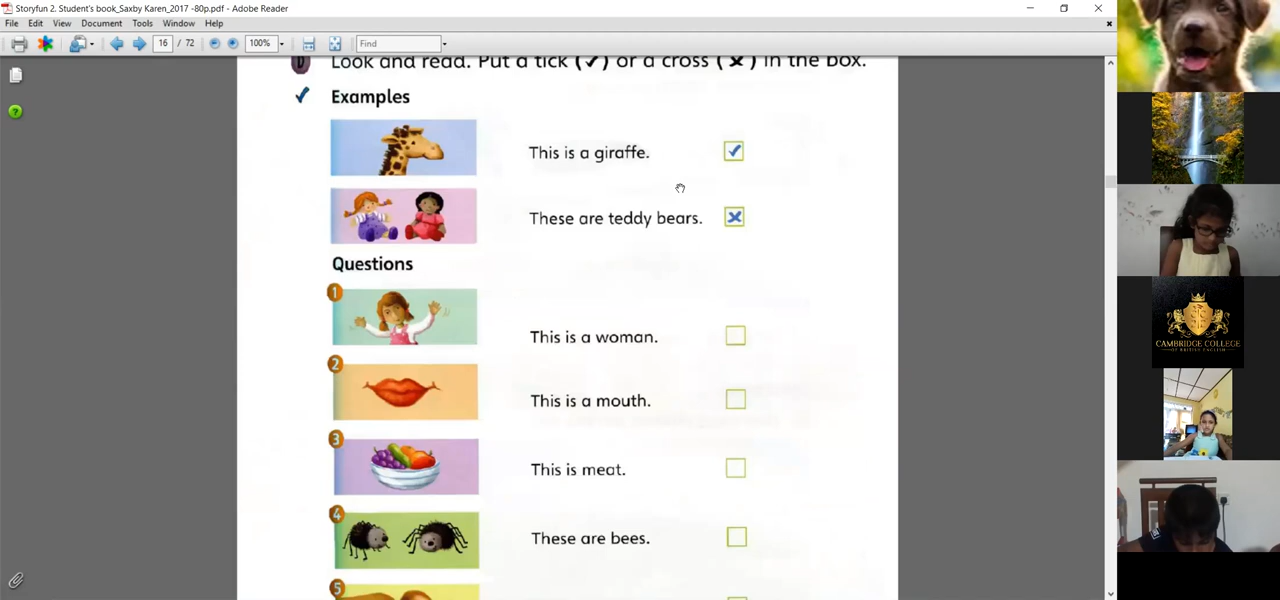 Storyfun 2. Student's book_Saxby Karen_2017 -80p.pdf - Adobe Reader
File Edit View Document Tools Window Help
16 / 72 100% Find
D Look and read. Put a tick (✓) or a cross (✗) in the box.
Examples
This is a giraffe.
These are teddy bears.
Questions
1
This is a woman.
2
This is a mouth.
3
This is meat.
4
These are bees.
5
CAMBRIDGE COLLEGE
OF BRITISH ENGLISH